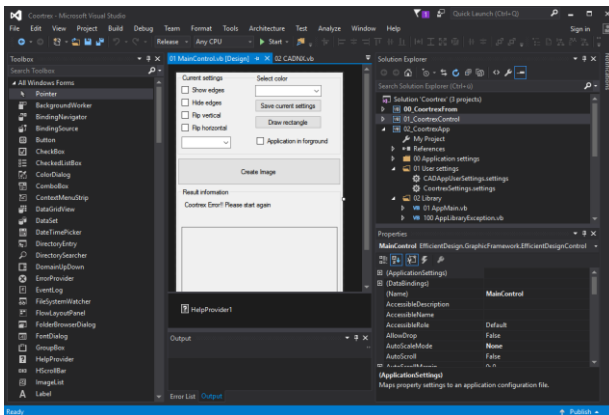 Coortrex - Microsoft Visual Studio
1
Quick Launch (Ctrl+Q)
File Edit View Project Build Debug Team Format Tools Architecture Test Analyze Window Help
Sign in
Release Any CPU Start
Toolbox
Search Toolbox
All Windows Forms
Pointer
BackgroundWorker
BindingNavigator
BindingSource
Button
CheckBox
CheckedListBox
ColorDialog
ComboBox
ContextMenuStrip
DataGridView
DataSet
DateTimePicker
DirectoryEntry
DirectorySearcher
DomainUpDown
ErrorProvider
EventLog
FileSystemWatcher
FlowLayoutPanel
FolderBrowserDialog
FontDialog
GroupBox
HelpProvider
HScrollBar
ImageList
Label
01 MainControl.vb [Design] 02 CADNX.vb
Current settings
Select color
Show edges
Hide edges
Save current settings
Flip vertical
Draw rectangle
Flip horizontal
Application in forground
Create Image
Result information
Coortrex Error!! Please start again
HelpProvider1
Output
Error List Output
Solution Explorer
Search Solution Explorer (Ctrl+ü)
Solution 'Coortrex' (3 projects)
00_CoortrexFrom
01_CoortrexControl
02_CoortrexApp
My Project
References
00 Application settings
01 User settings
CADAppUserSettings.settings
CoortrexSettings.settings
02 Library
VB 01 AppMain.vb
VB 100 AppLibraryException.vb
Properties
MainControl EfficientDesign.GraphicFramework.EfficientDesignControl
(ApplicationSettings)
(DataBindings)
(Name) MainControl
AccessibleDescription
AccessibleName
AccessibleRole Default
AllowDrop False
AutoScaleMode None
AutoScroll False
AutoScrollMargin 0; 0
(ApplicationSettings)
Maps property settings to an application configuration file.
Notifications
Ready
Publish